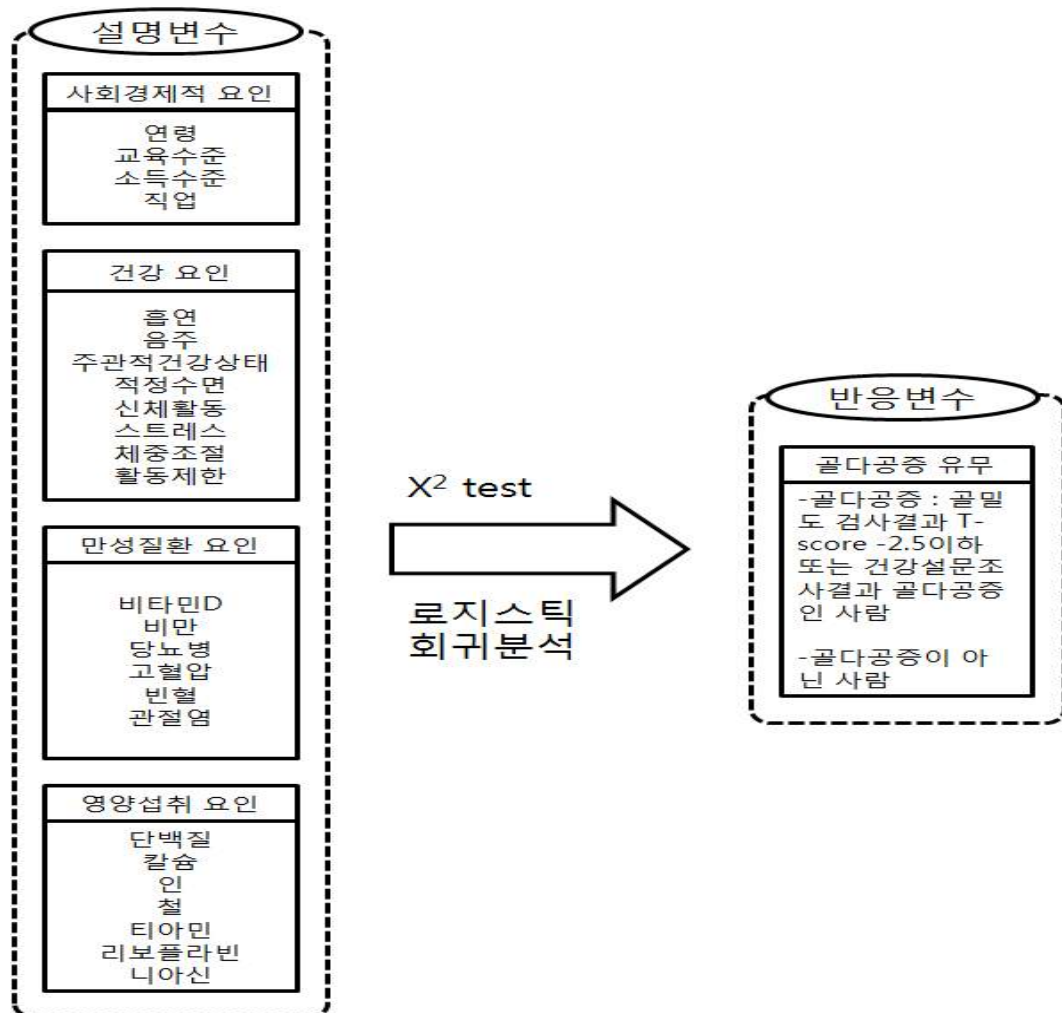 설명변수
사회경제적 요인
연령
교육수준
소득수준
직업
건강 요인
흡연
음주
주관적건강상태
적정수면
신체활동
스트레스
체중조절
활동제한
만성질환 요인
비타민D
비만
당뇨병
고혈압
빈혈
관절염
영양섭취 요인
단백질
칼슘
인
철
티아민
리보플라빈
니아신
X² test
로지스틱
회귀분석
반응변수
골다공증 유무
-골다공증 : 골밀
도 검사결과 T-
score -2.5이하
또는 건강설문조
사결과 골다공증
인 사람
-골다공증이 아
닌 사람